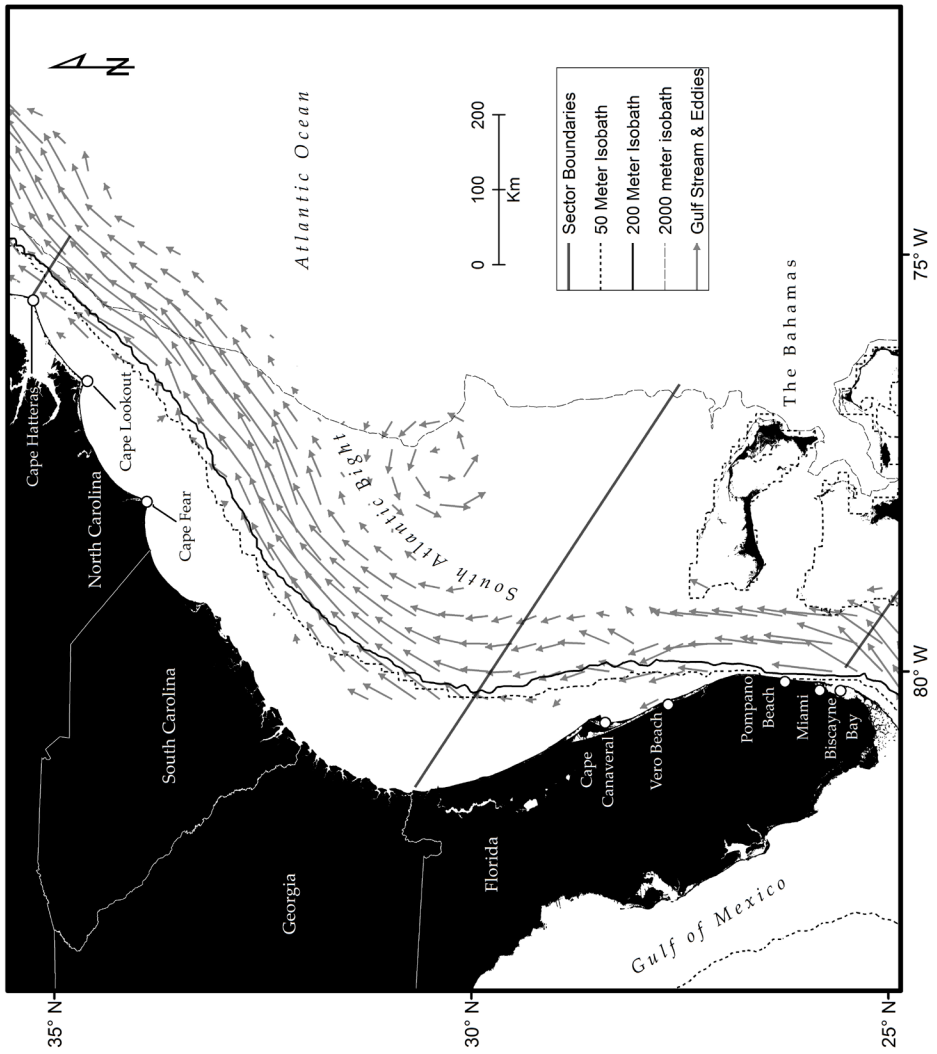 N
Atlantic Ocean
Cape Hatteras
Cape Lookout
North Carolina
Cape Fear
South Carolina
South Atlantic Bight
Georgia
Florida
Cape
Canaveral
Vero Beach
Pompano
Beach
Miami
Biscayne
Bay
The Bahamas
Gulf of Mexico
0 100 200
Km
Sector Boundaries
50 Meter Isobath
200 Meter Isobath
2000 meter isobath
Gulf Stream & Eddies
35° N
30° N
25° N
80° W
75° W